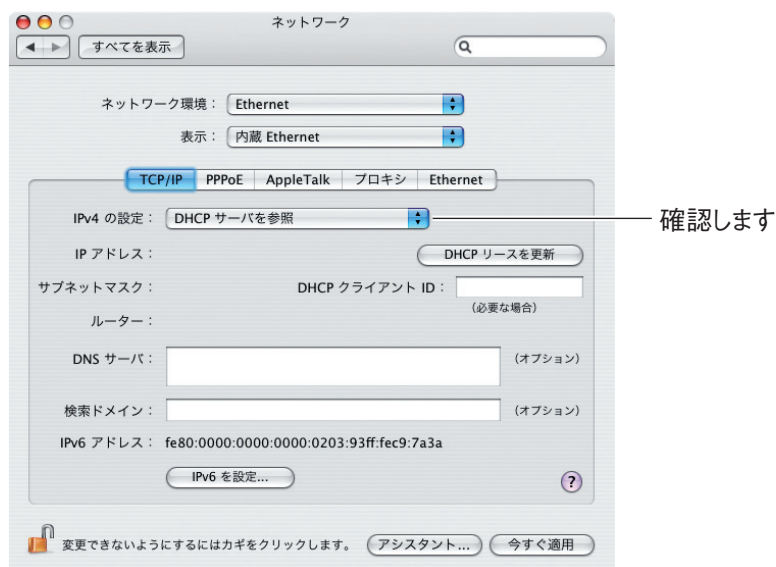 ネットワーク
すべてを表示
ネットワーク環境： Ethernet
表示： 内蔵 Ethernet
TCP/IP PPPoE AppleTalk プロキシ Ethernet
IPv4 の設定： DHCP サーバを参照 確認します
IP アドレス： DHCP リースを更新
サブネットマスク： DHCP クライアント ID：
（必要な場合）
ルーター：
DNS サーバ： （オプション）
検索ドメイン： （オプション）
IPv6 アドレス： fe80:0000:0000:0000:0203:93ff:fec9:7a3a
IPv6 を設定... ?
変更できないようにするにはカギをクリックします。 アシスタント... 今すぐ適用